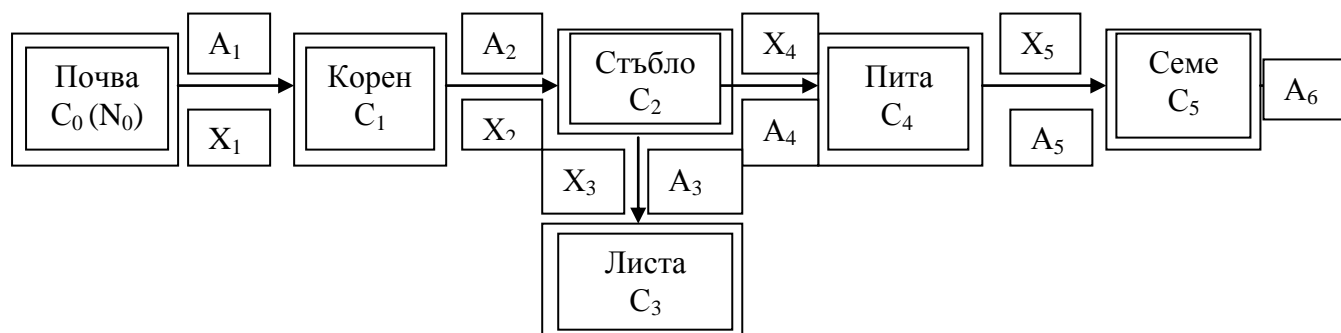 Почва
C₀ (N₀)
A₁
X₁
Корен
C₁
A₂
X₂
Стъбло
C₂
X₃
A₃
Листа
C₃
X₄
A₄
Пита
C₄
X₅
A₅
Семе
C₅
A₆